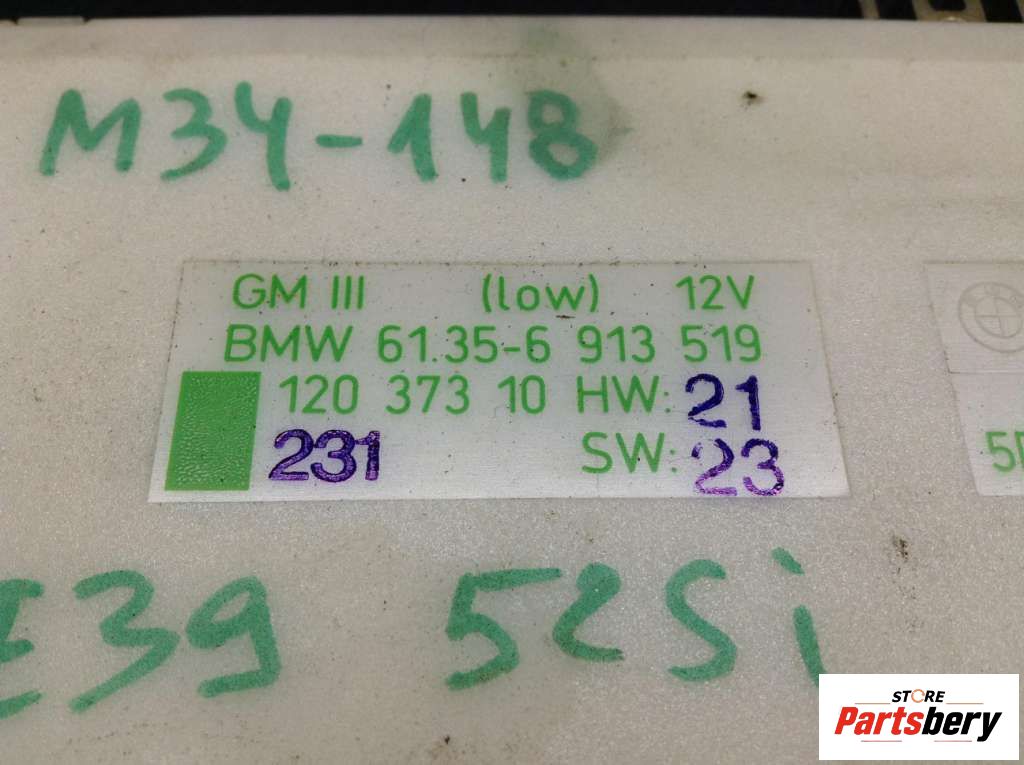 M34-148
GM III (low) 12V
BMW 61.35-6 913 519
120 373 10 HW: 21
231 SW: 23
E39 525i
STORE
Partsbery